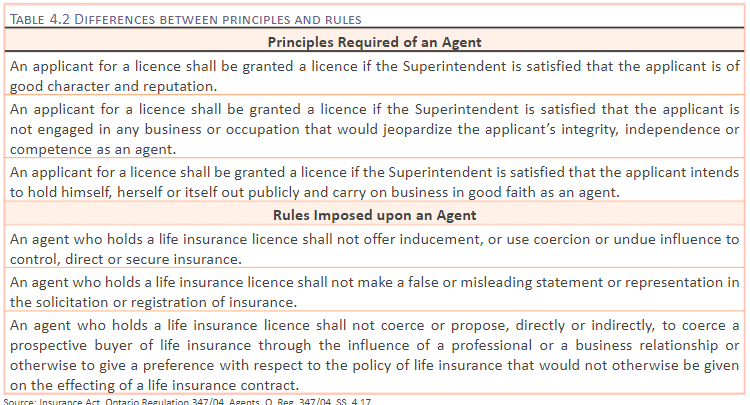 TABLE 4.2 DIFFERENCES BETWEEN PRINCIPLES AND RULES
Principles Required of an Agent
An applicant for a licence shall be granted a licence if the Superintendent is satisfied that the applicant is of
good character and reputation.
An applicant for a licence shall be granted a licence if the Superintendent is satisfied that the applicant is
not engaged in any business or occupation that would jeopardize the applicant’s integrity, independence or
competence as an agent.
An applicant for a licence shall be granted a licence if the Superintendent is satisfied that the applicant intends
to hold himself, herself or itself out publicly and carry on business in good faith as an agent.
Rules Imposed upon an Agent
An agent who holds a life insurance licence shall not offer inducement, or use coercion or undue influence to
control, direct or secure insurance.
An agent who holds a life insurance licence shall not make a false or misleading statement or representation in
the solicitation or registration of insurance.
An agent who holds a life insurance licence shall not coerce or propose, directly or indirectly, to coerce a
prospective buyer of life insurance through the influence of a professional or a business relationship or
otherwise to give a preference with respect to the policy of life insurance that would not otherwise be given
on the effecting of a life insurance contract.
Source: Insurance Act, Ontario Regulation 347/04, Agents, O. Reg. 347/04, SS. 4,17